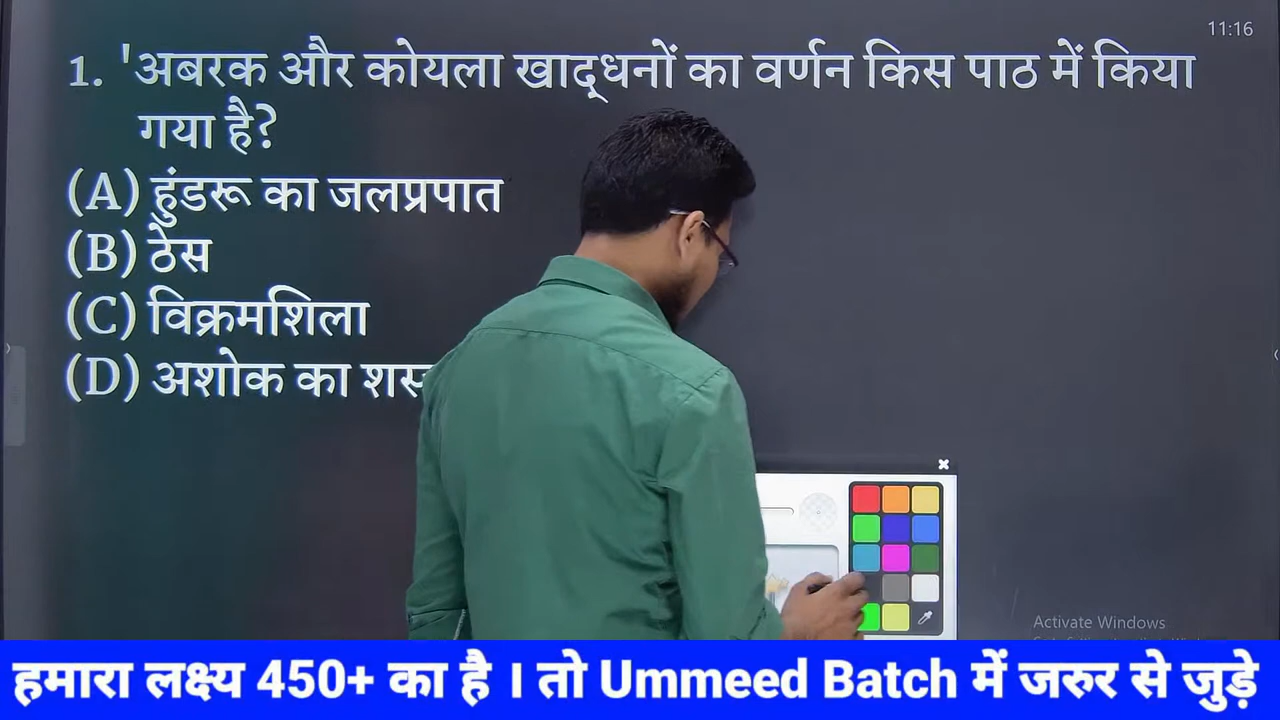 11:16
1. 'अबरक और कोयला खाद्धनों का वर्णन किस पाठ में किया
गया है?
(A) हुंडरू का जलप्रपात
(B) ठेस
(C) विक्रमशिला
(D) अशोक का
Activate Windows
हमारा लक्ष्य 450+ का है । तो Ummeed Batch में जरुर से जुड़े